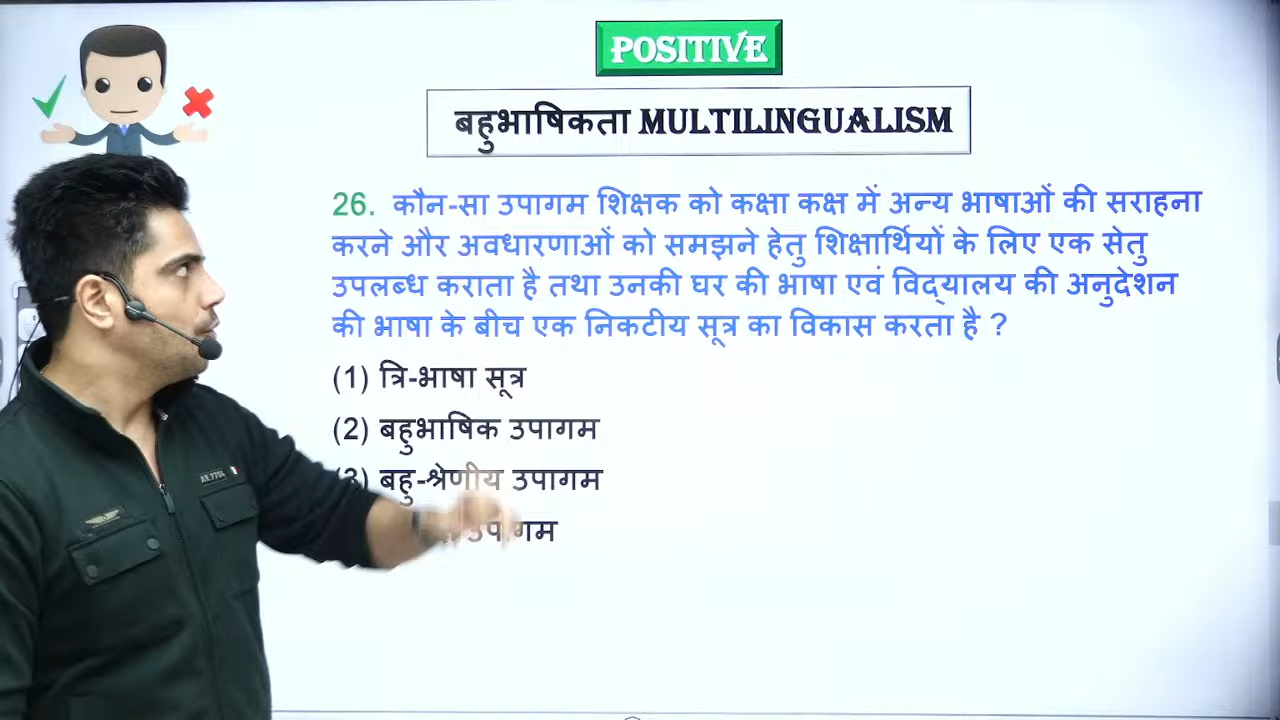 POSITIVE
बहुभाषिकता MULTILINGUALISM
26. कौन-सा उपागम शिक्षक को कक्षा कक्ष में अन्य भाषाओं की सराहना
करने और अवधारणाओं को समझने हेतु शिक्षार्थियों के लिए एक सेतु
उपलब्ध कराता है तथा उनकी घर की भाषा एवं विद्यालय की अनुदेशन
की भाषा के बीच एक निकटीय सूत्र का विकास करता है ?
(1) त्रि-भाषा सूत्र
(2) बहुभाषिक उपागम
(3) बहु-श्रेणीय उपागम
उपागम